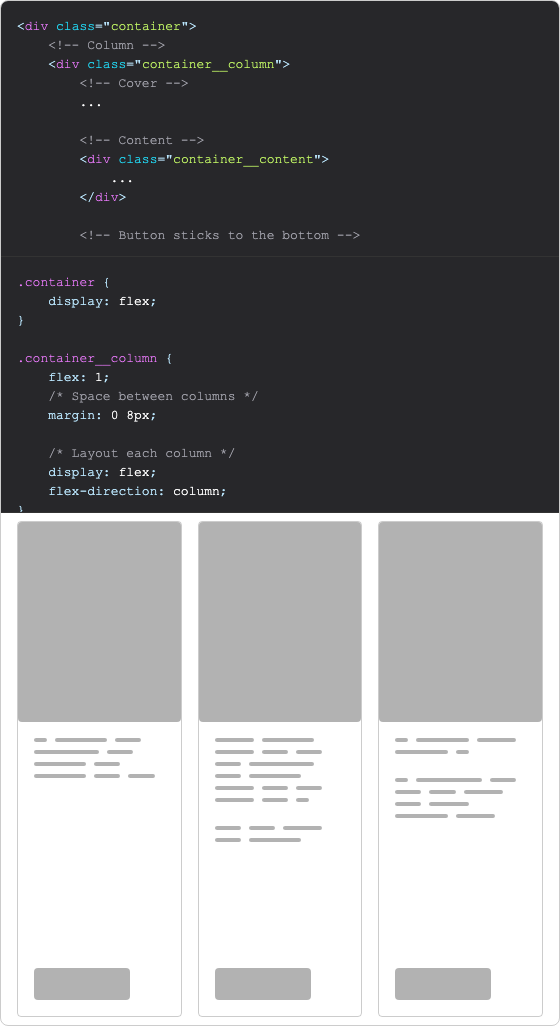 <div class="container">
    <!-- Column -->
    <div class="container__column">
        <!-- Cover -->
        ...

        <!-- Content -->
        <div class="container__content">
            ...
        </div>

        <!-- Button sticks to the bottom -->
.container {
    display: flex;
}

.container__column {
    flex: 1;
    /* Space between columns */
    margin: 0 8px;

    /* Layout each column */
    display: flex;
    flex-direction: column;
}